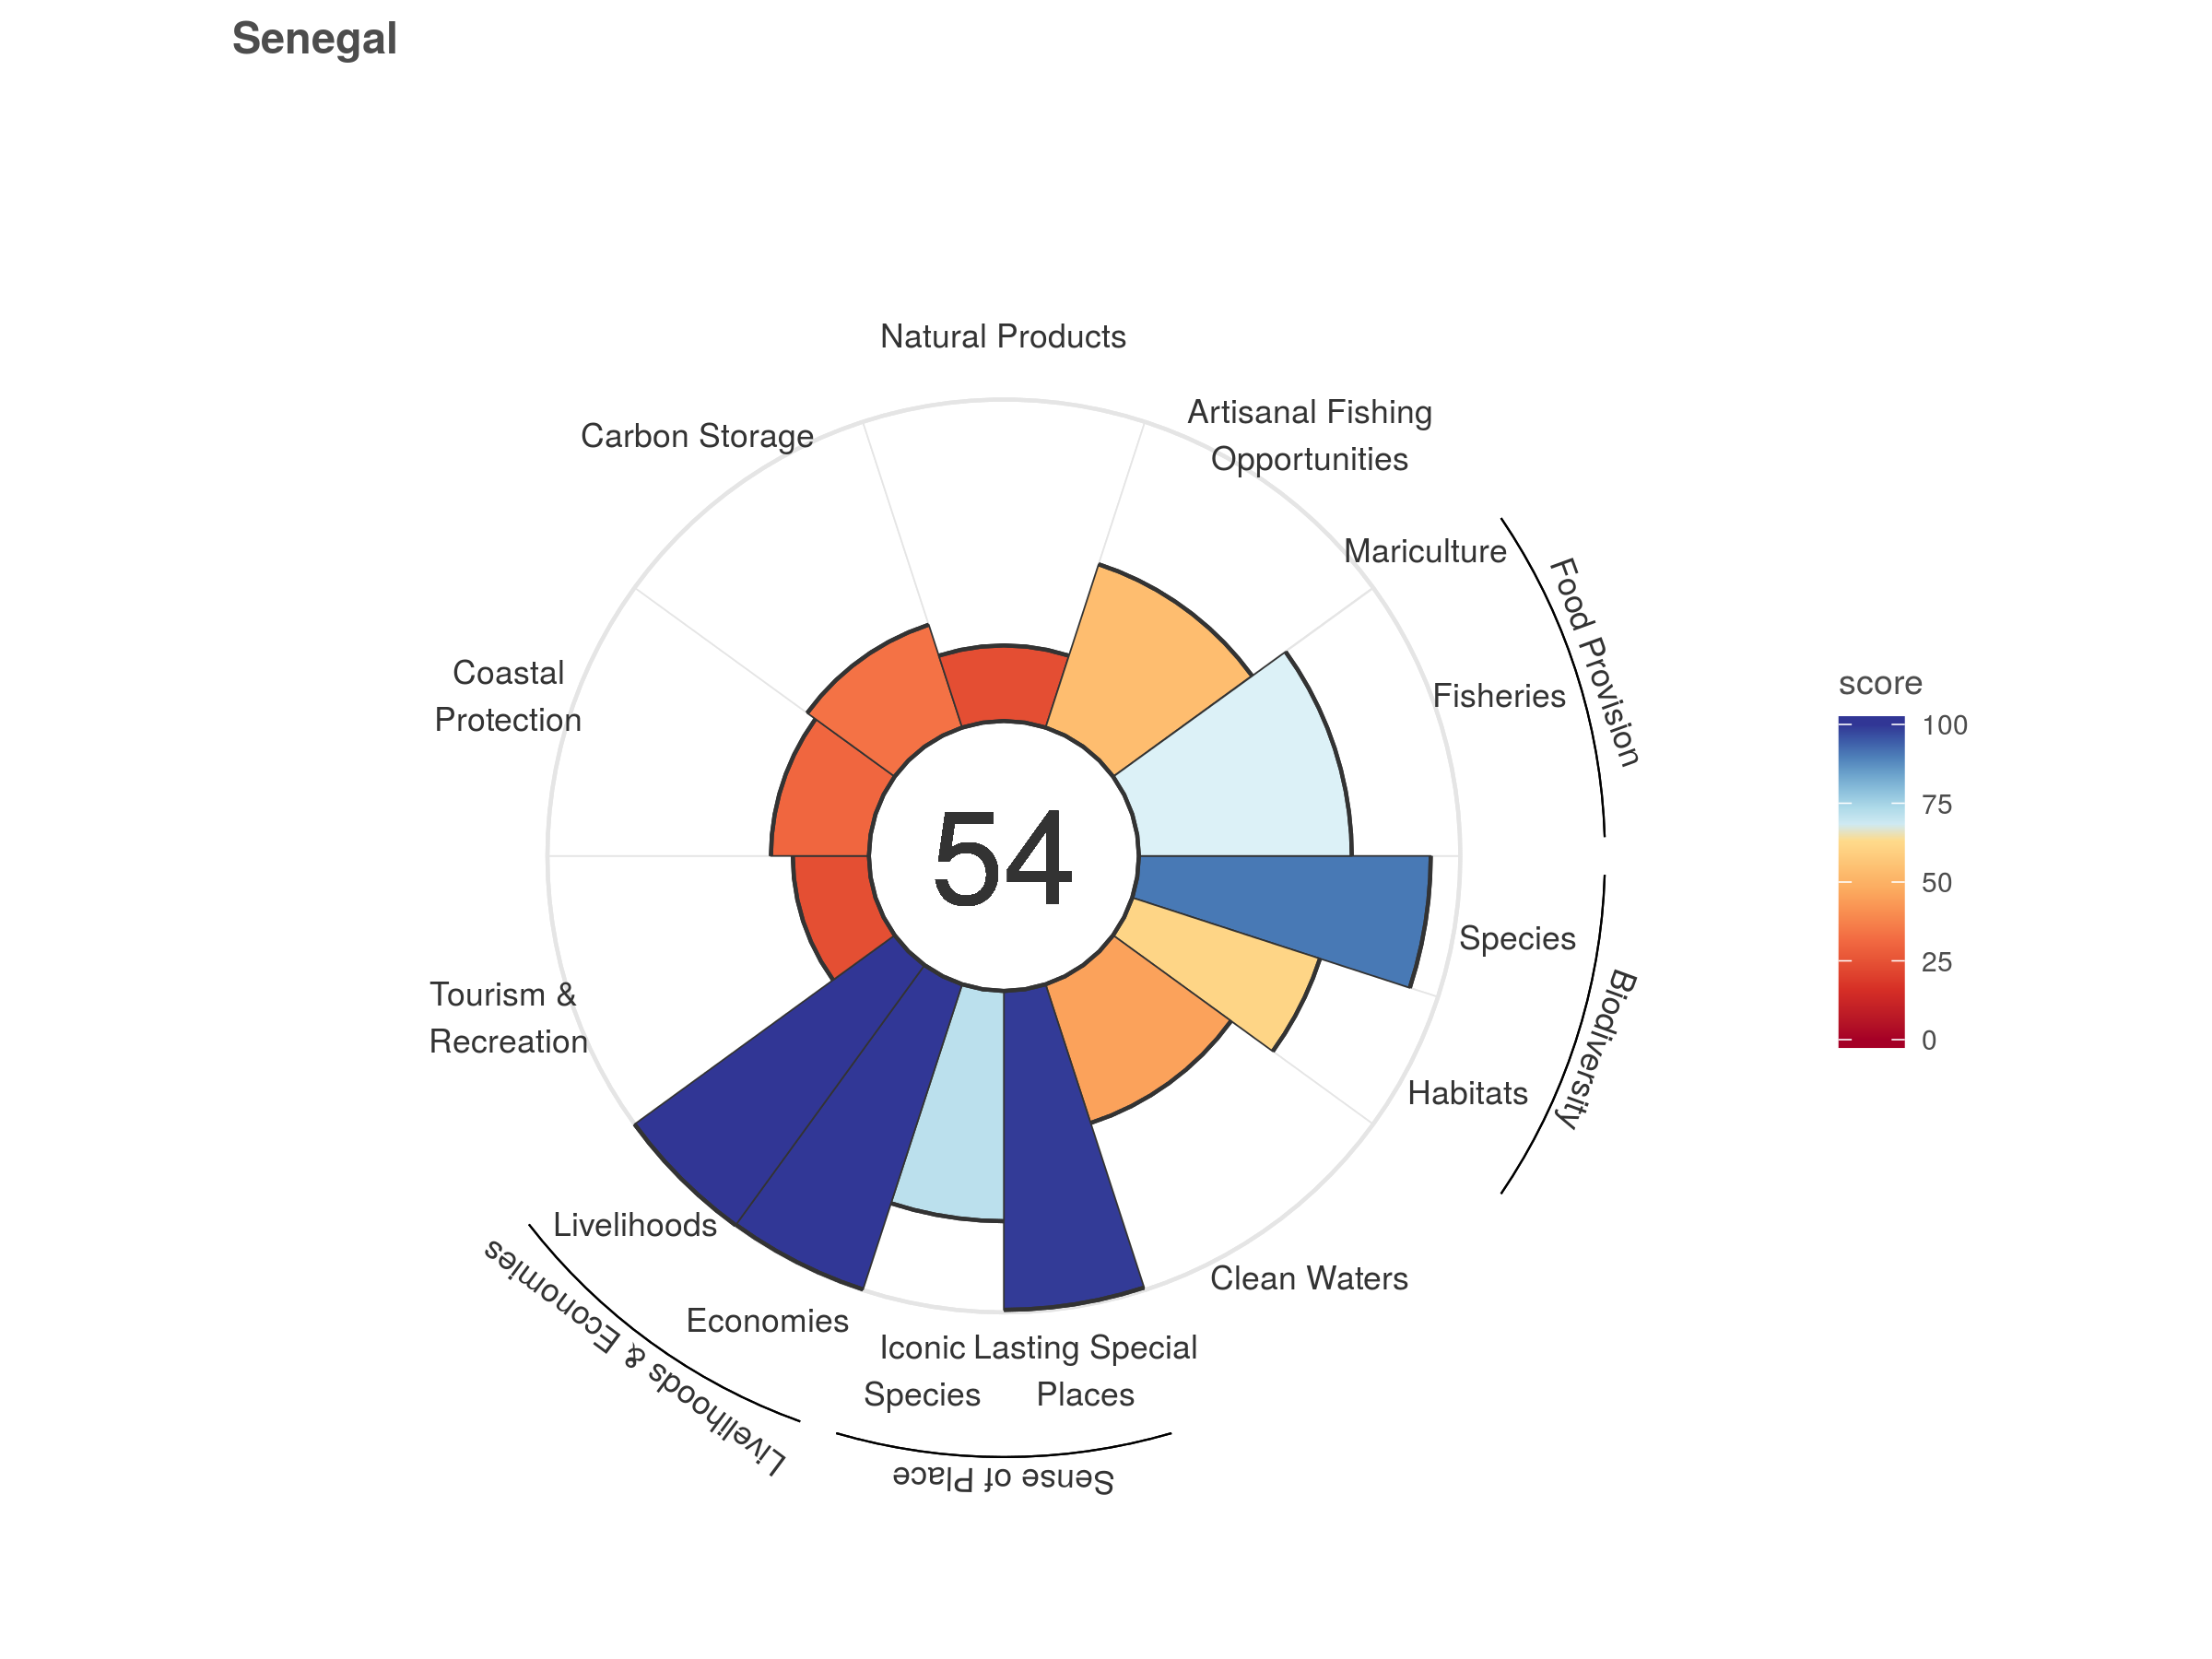 Senegal
Natural Products
Artisanal Fishing
Opportunities
Carbon Storage
Mariculture
Food Provision
Coastal
Protection
Fisheries
score
100
75
50
25
0
54
Species
Biodiversity
Tourism &
Recreation
Habitats
Livelihoods
Clean Waters
Economies
Livelihoods & Economies
Iconic
Species
Lasting Special
Places
Sense of Place